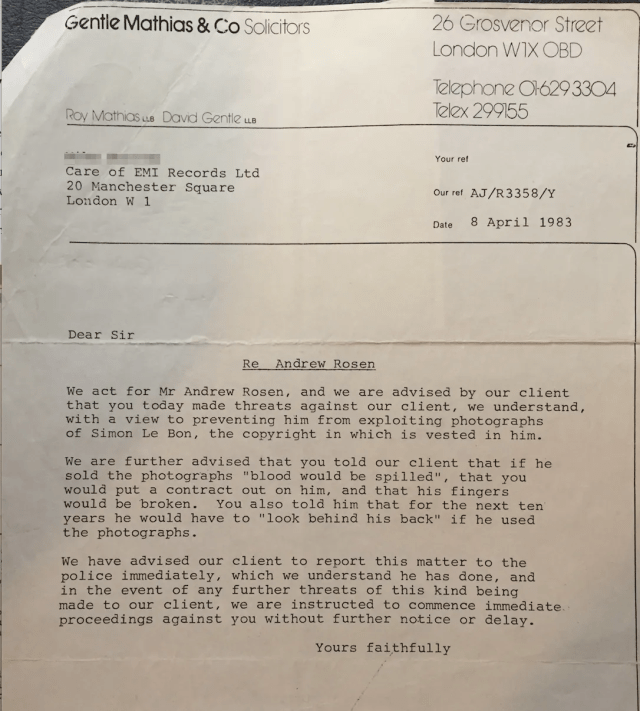 Gentle Mathias & Co Solicitors
26 Grosvenor Street
London W1X OBD
Telephone 01-629 3304
Telex 299155
Roy Mathias LLB David Gentle LLB
Care of EMI Records Ltd
20 Manchester Square
London W 1
Your ref
Our ref AJ/R3358/Y
Date 8 April 1983
Dear Sir
Re Andrew Rosen
We act for Mr Andrew Rosen, and we are advised by our client
that you today made threats against our client, we understand,
with a view to preventing him from exploiting photographs
of Simon Le Bon, the copyright in which is vested in him.
We are further advised that you told our client that if he
sold the photographs "blood would be spilled", that you
would put a contract out on him, and that his fingers
would be broken. You also told him that for the next ten
years he would have to "look behind his back" if he used
the photographs.
We have advised our client to report this matter to the
police immediately, which we understand he has done, and
in the event of any further threats of this kind being
made to our client, we are instructed to commence immediate
proceedings against you without further notice or delay.
Yours faithfully